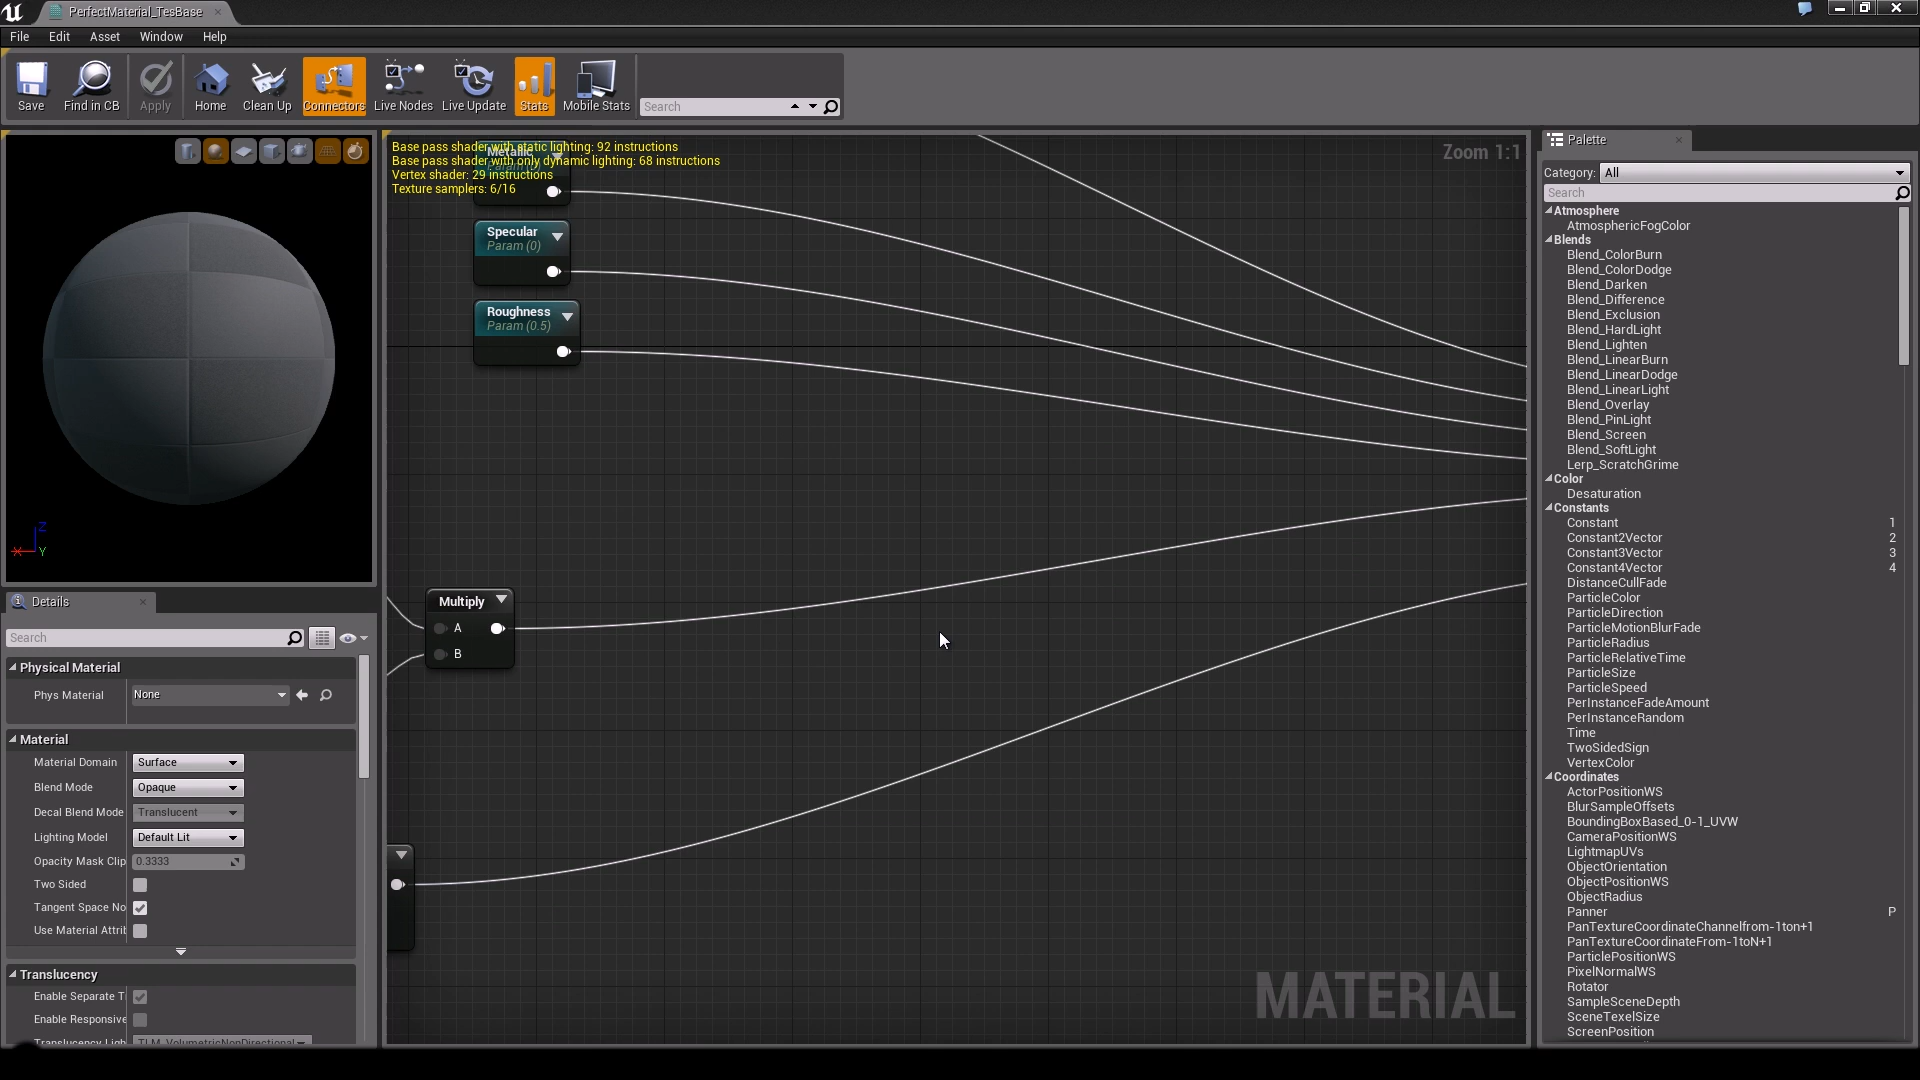 PerfectMaterial_TesBase
File Edit Asset Window Help
Save Find in CB Apply Home Clean Up Connectors Live Nodes Live Update Stats Mobile Stats Search
Base pass shader with static lighting: 92 instructions
Base pass shader with only dynamic lighting: 68 instructions
Vertex shader: 29 instructions
Texture samplers: 6/16
Zoom 1:1
Metallic
Specular
Param (0)
Roughness
Param (0.5)
Multiply
A
B
MATERIAL
Z
X Y
Details
Search
Physical Material
Phys Material None
Material
Material Domain Surface
Blend Mode Opaque
Decal Blend Mode Translucent
Lighting Model Default Lit
Opacity Mask Clip 0.3333
Two Sided
Tangent Space No
Use Material Attrib
Translucency
Enable Separate T
Enable Responsive
Translucency Ligh TLM_VolumetricNonDirectional
Palette
Category: All
Search
Atmosphere
AtmosphericFogColor
Blends
Blend_ColorBurn
Blend_ColorDodge
Blend_Darken
Blend_Difference
Blend_Exclusion
Blend_HardLight
Blend_Lighten
Blend_LinearBurn
Blend_LinearDodge
Blend_LinearLight
Blend_Overlay
Blend_PinLight
Blend_Screen
Blend_SoftLight
Lerp_ScratchGrime
Color
Desaturation
Constants
Constant 1
Constant2Vector 2
Constant3Vector 3
Constant4Vector 4
DistanceCullFade
ParticleColor
ParticleDirection
ParticleMotionBlurFade
ParticleRadius
ParticleRelativeTime
ParticleSize
ParticleSpeed
PerInstanceFadeAmount
PerInstanceRandom
Time
TwoSidedSign
VertexColor
Coordinates
ActorPositionWS
BlurSampleOffsets
BoundingBoxBased_0-1_UVW
CameraPositionWS
LightmapUVs
ObjectOrientation
ObjectPositionWS
ObjectRadius
Panner P
PanTextureCoordinateChannelfrom-1ton+1
PanTextureCoordinateFrom-1toN+1
ParticlePositionWS
PixelNormalWS
Rotator
SampleSceneDepth
SceneTexelSize
ScreenPosition